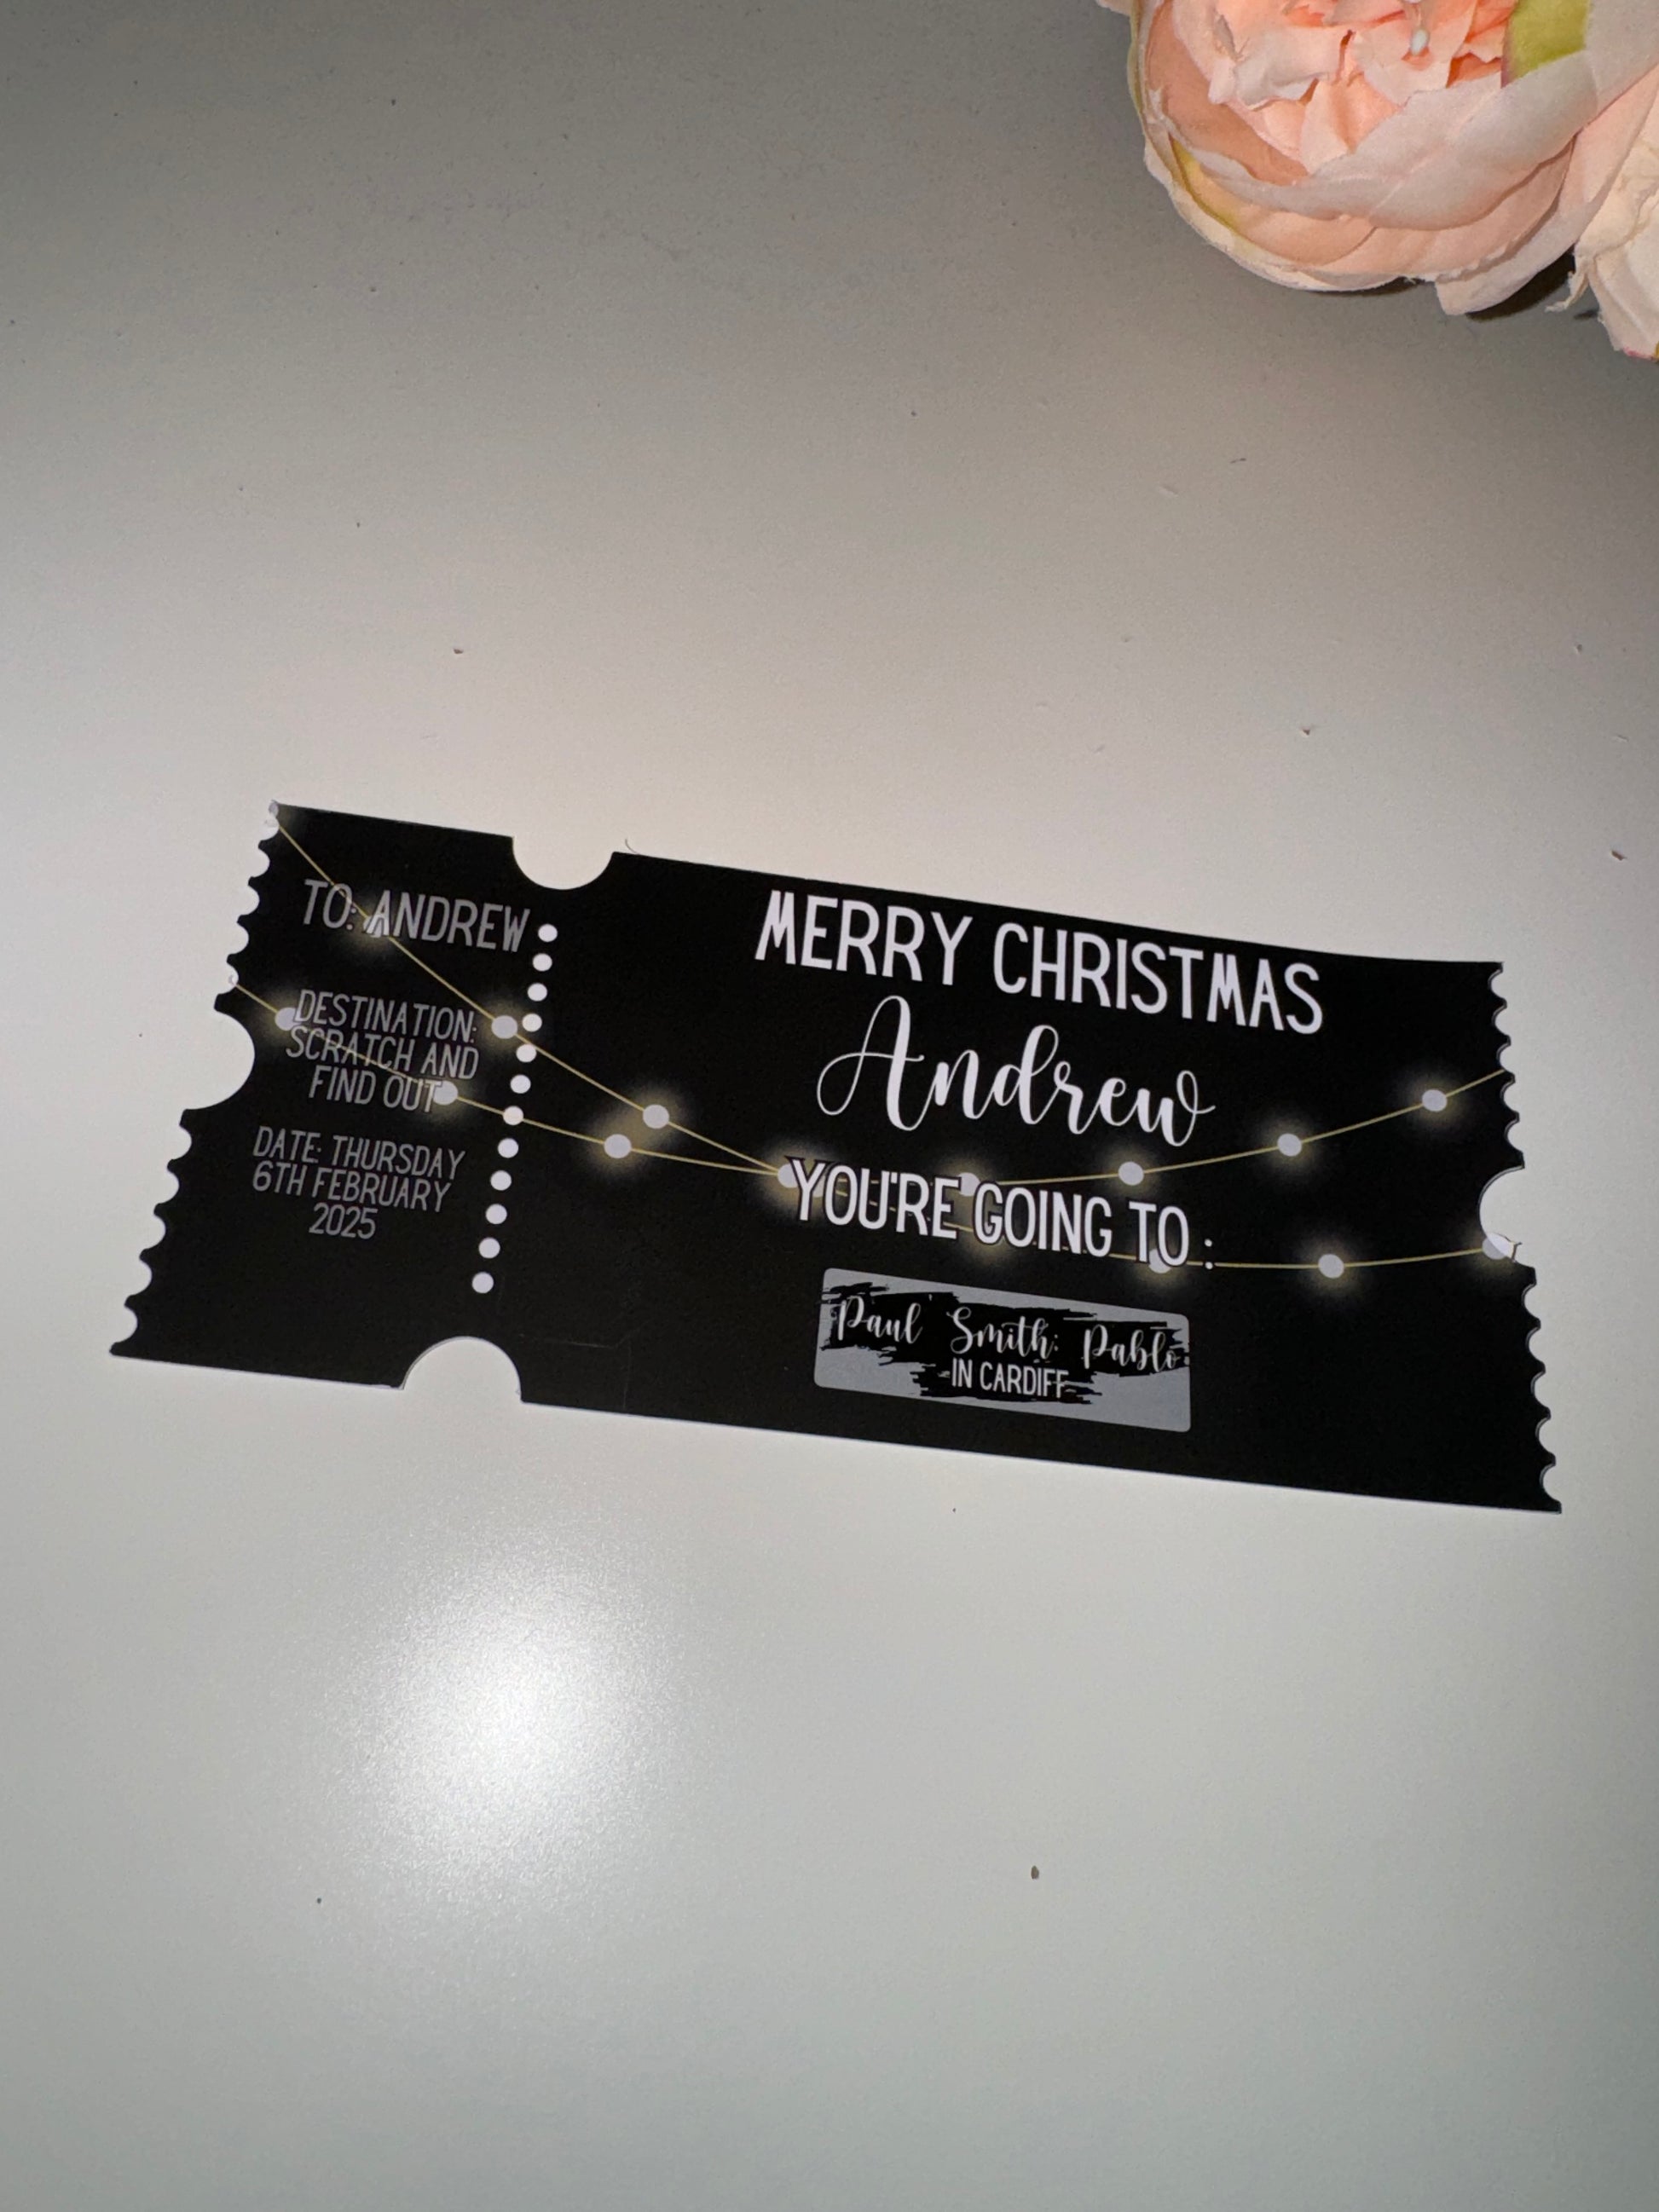 TO: ANDREW
DESTINATION:
SCRATCH AND
FIND OUT
DATE: THURSDAY
6TH FEBRUARY
2025
MERRY CHRISTMAS
Andrew
YOU'RE GOING TO :
Paul Smith: Pablo
IN CARDIFF